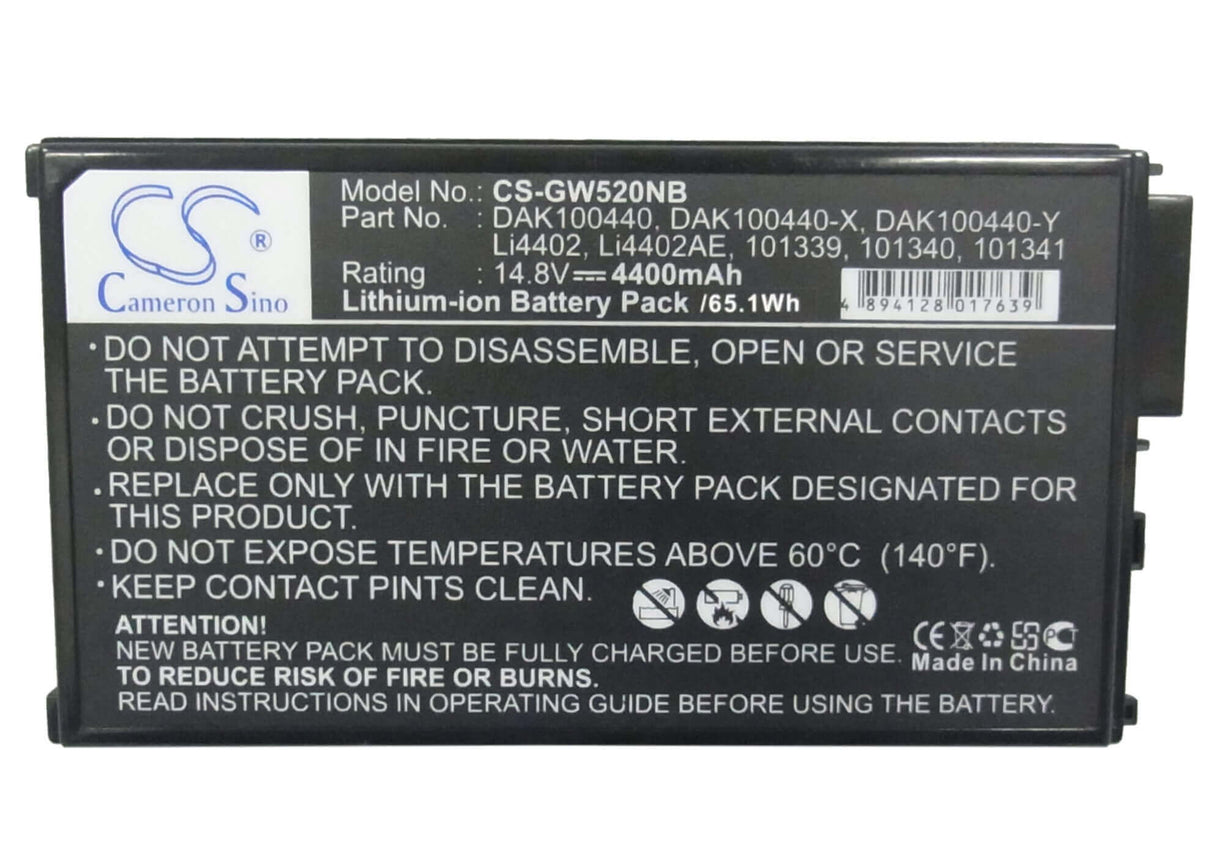 CS ®
Cameron Sino
Model No.: CS-GW520NB
Part No. : DAK100440, DAK100440-X, DAK100440-Y
Li4402, Li4402AE, 101339, 101340, 101341
Rating : 14.8V⎓4400mAh
Lithium-ion Battery Pack /65.1Wh
4 894128 017639
·DO NOT ATTEMPT TO DISASSEMBLE, OPEN OR SERVICE
THE BATTERY PACK.
·DO NOT CRUSH, PUNCTURE, SHORT EXTERNAL CONTACTS
OR DISPOSE OF IN FIRE OR WATER.
·REPLACE ONLY WITH THE BATTERY PACK DESIGNATED FOR
THIS PRODUCT.
·DO NOT EXPOSE TEMPERATURES ABOVE 60°C (140°F).
·KEEP CONTACT PINTS CLEAN.
ATTENTION!
NEW BATTERY PACK MUST BE FULLY CHARGED BEFORE USE.
TO REDUCE RISK OF FIRE OR BURNS.
READ INSTRUCTIONS IN OPERATING GUIDE BEFORE USING THE BATTERY.
CE
Made In China